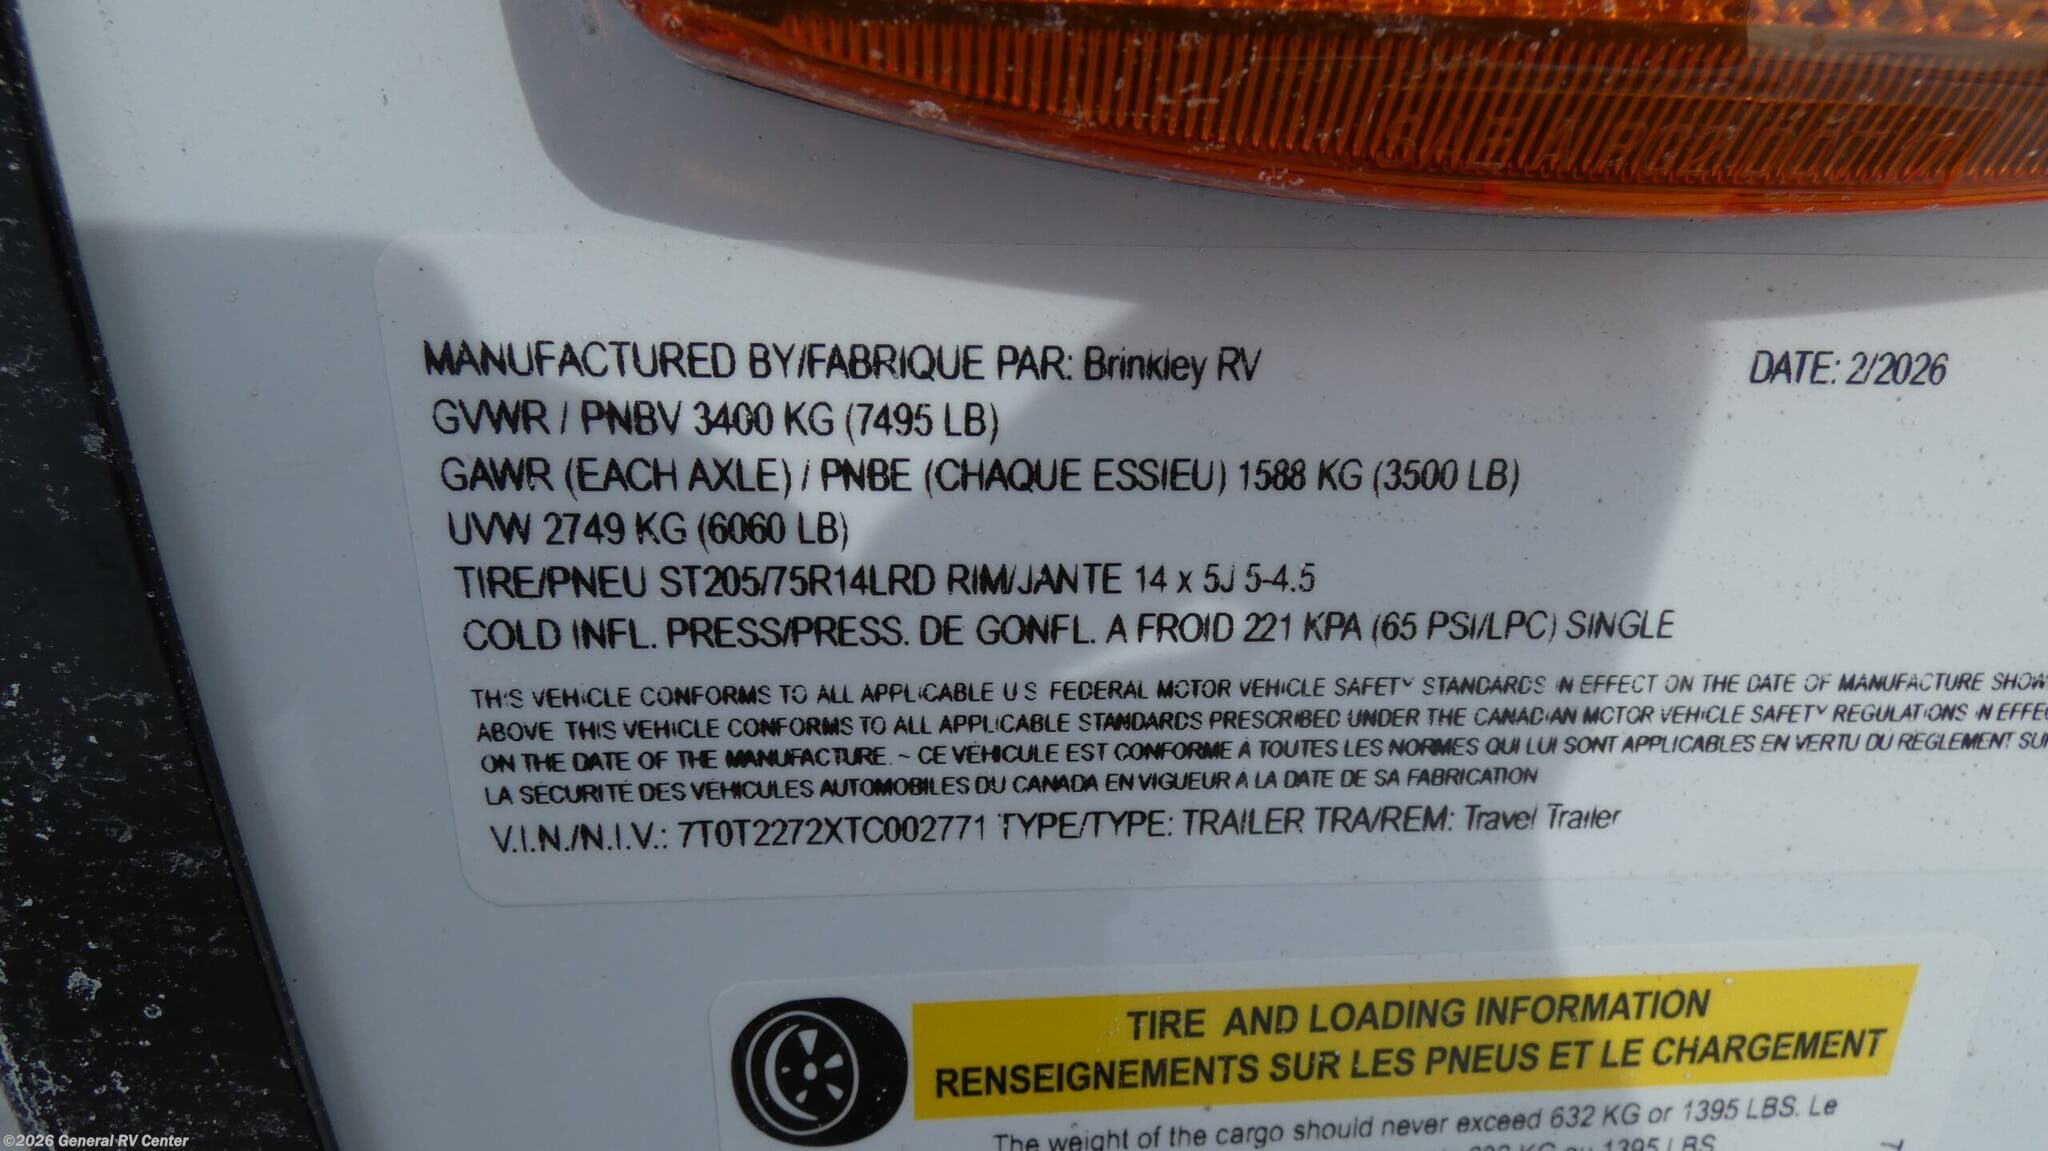 MANUFACTURED BY/FABRIQUE PAR: Brinkley RV DATE: 2/2026
GVWR / PNBV 3400 KG (7495 LB)
GAWR (EACH AXLE) / PNBE (CHAQUE ESSIEU) 1588 KG (3500 LB)
UVW 2749 KG (6060 LB)
TIRE/PNEU ST205/75R14LRD RIM/JANTE 14 x 5J 5-4.5
COLD INFL. PRESS/PRESS. DE GONFL. A FROID 221 KPA (65 PSI/LPC) SINGLE
THIS VEHICLE CONFORMS TO ALL APPLICABLE U S FEDERAL MOTOR VEHICLE SAFETY STANDARDS IN EFFECT ON THE DATE OF MANUFACTURE SHOW
ABOVE THIS VEHICLE CONFORMS TO ALL APPLICABLE STANDARDS PRESCRIBED UNDER THE CANADIAN MOTOR VEHICLE SAFETY REGULATIONS IN EFFE
ON THE DATE OF THE MANUFACTURE. ~ CE VÉHICULE EST CONFORME À TOUTES LES NORMES QUI LUI SONT APPLICABLES EN VERTU DU RÈGLEMENT SU
LA SÉCURITÉ DES VÉHICULES AUTOMOBILES DU CANADA EN VIGUEUR À LA DATE DE SA FABRICATION
V.I.N./N.I.V.: 7T0T2272XTC002771 TYPE/TYPE: TRAILER TRA/REM: Travel Trailer
TIRE AND LOADING INFORMATION
RENSEIGNEMENTS SUR LES PNEUS ET LE CHARGEMENT
The weight of the cargo should never exceed 632 KG or 1395 LBS. Le
©2026 General RV Center